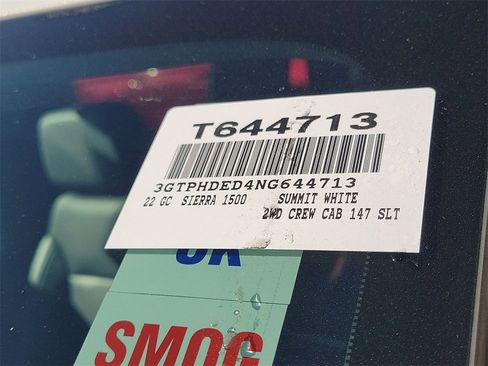 T644713
3GTPHDED4NG644713
22 GC SIERRA 1500 SUMMIT WHITE
2WD CREW CAB 147 SLT
OK
SMOG